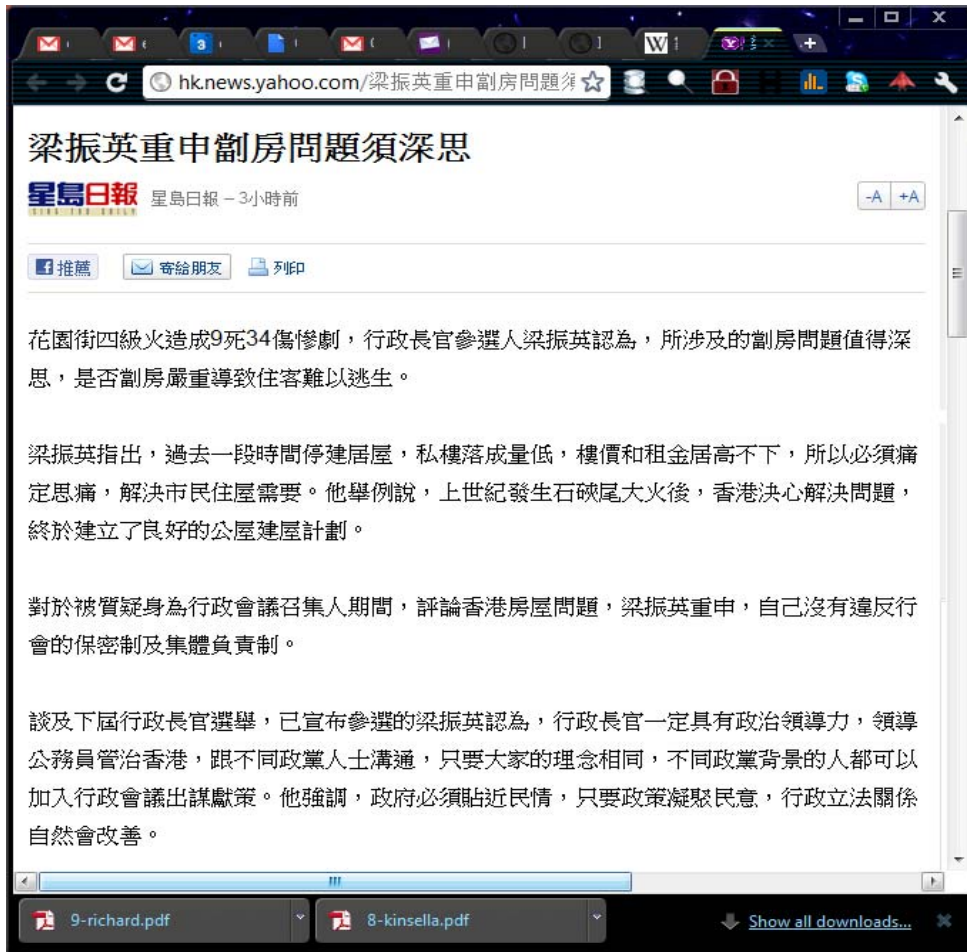 3
W
hk.news.yahoo.com/梁振英重申劏房問題須
梁振英重申劏房問題須深思
星島日報
SING TAO DAILY
星島日報 – 3小時前
-A +A
推薦 寄給朋友 列印
花園街四級火造成9死34傷慘劇，行政長官參選人梁振英認為，所涉及的劏房問題值得深
思，是否劏房嚴重導致住客難以逃生。
梁振英指出，過去一段時間停建居屋，私樓落成量低，樓價和租金居高不下，所以必須痛
定思痛，解決市民住屋需要。他舉例說，上世紀發生石硤尾大火後，香港決心解決問題，
終於建立了良好的公屋建屋計劃。
對於被質疑身為行政會議召集人期間，評論香港房屋問題，梁振英重申，自己沒有違反行
會的保密制及集體負責制。
談及下屆行政長官選舉，已宣布參選的梁振英認為，行政長官一定具有政治領導力，領導
公務員管治香港，跟不同政黨人士溝通，只要大家的理念相同，不同政黨背景的人都可以
加入行政會議出謀獻策。他強調，政府必須貼近民情，只要政策凝聚民意，行政立法關係
自然會改善。
9-richard.pdf 8-kinsella.pdf Show all downloads...